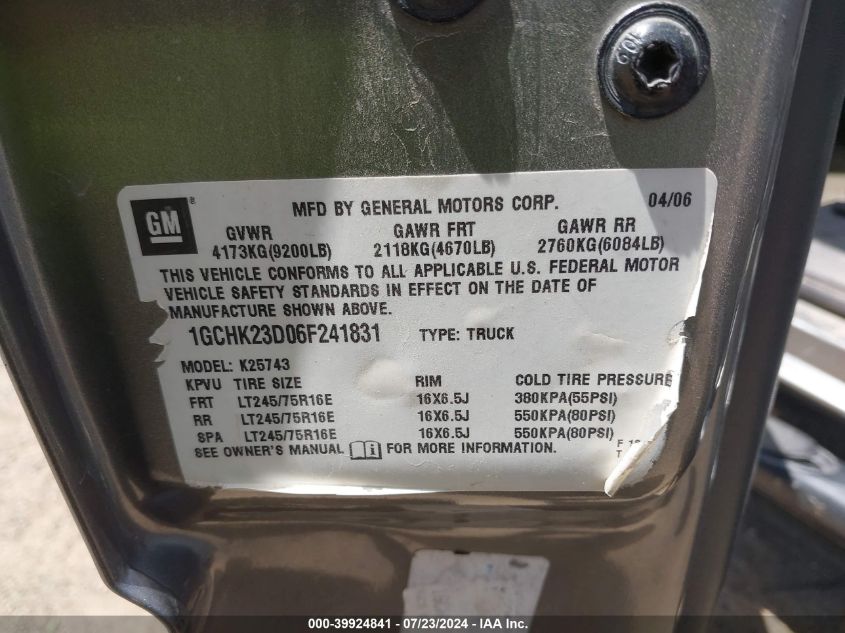 109
GM ®
MFD BY GENERAL MOTORS CORP. 04/06
GVWR GAWR FRT GAWR RR
4173KG(9200LB) 2118KG(4670LB) 2760KG(6084LB)
THIS VEHICLE CONFORMS TO ALL APPLICABLE U.S. FEDERAL MOTOR
VEHICLE SAFETY STANDARDS IN EFFECT ON THE DATE OF
MANUFACTURE SHOWN ABOVE.
1GCHK23D06F241831 TYPE: TRUCK
MODEL: K25743
KPVU TIRE SIZE RIM COLD TIRE PRESSURE
FRT LT245/75R16E 16X6.5J 380KPA(55PSI)
RR LT245/75R16E 16X6.5J 550KPA(80PSI)
SPA LT245/75R16E 16X6.5J 550KPA(80PSI)
SEE OWNER'S MANUAL i FOR MORE INFORMATION.
000-39924841 / 07/23/2024 - IAA Inc.